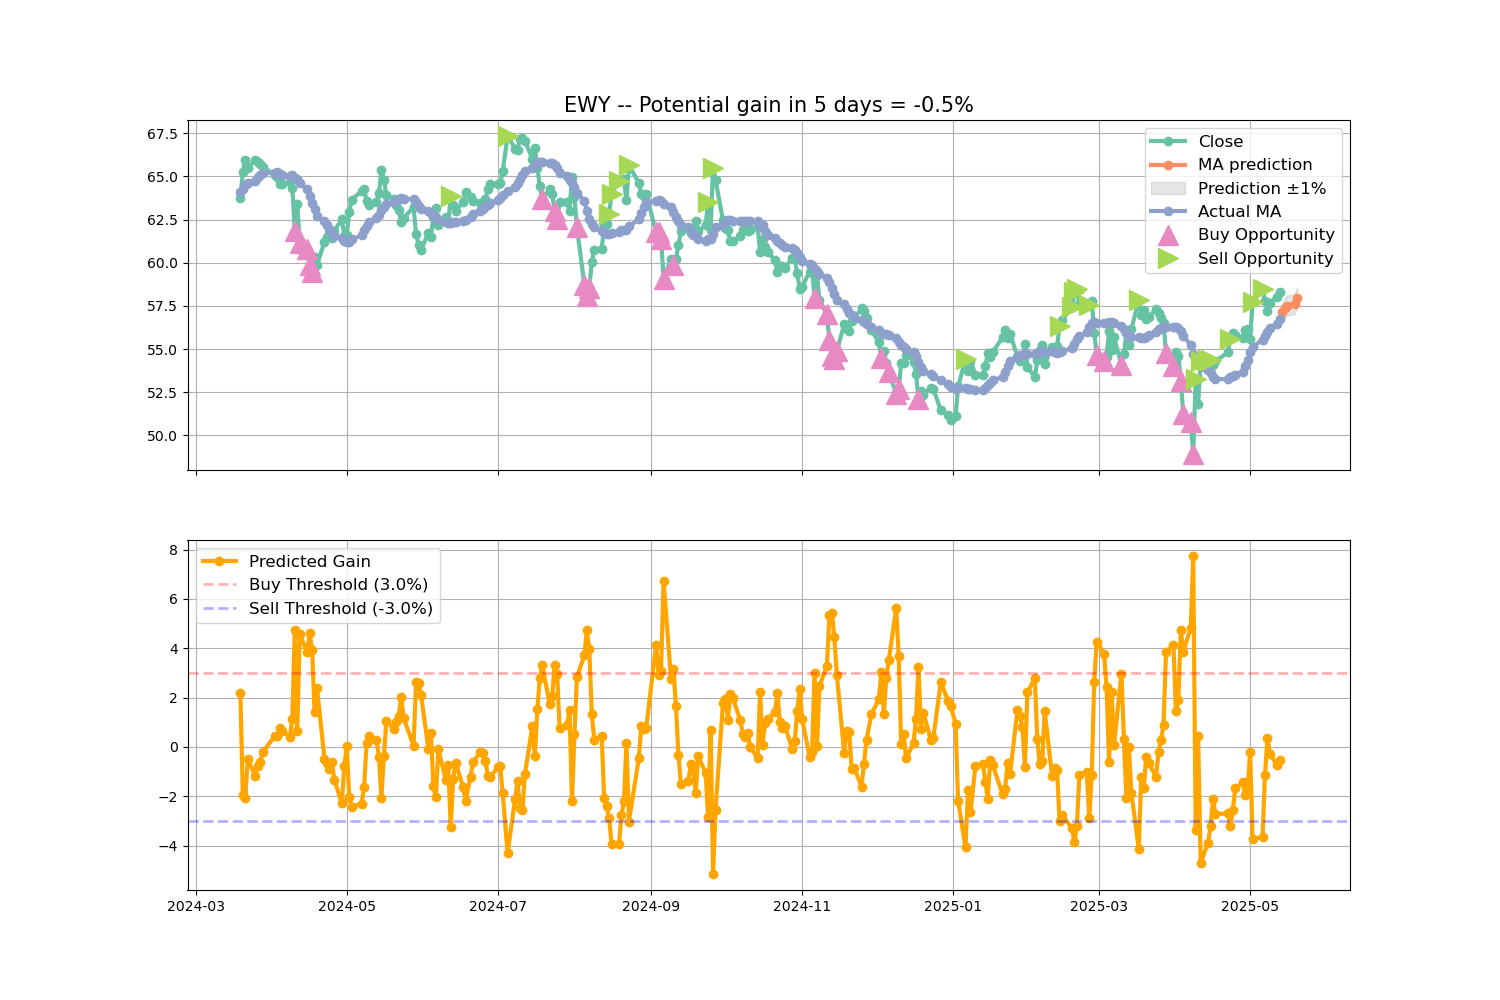 EWY -- Potential gain in 5 days = -0.5%
67.5
65.0
62.5
60.0
57.5
55.0
52.5
50.0
Close
MA prediction
Prediction ±1%
Actual MA
Buy Opportunity
Sell Opportunity
8
6
4
2
0
−2
−4
Predicted Gain
Buy Threshold (3.0%)
Sell Threshold (-3.0%)
2024-03
2024-05
2024-07
2024-09
2024-11
2025-01
2025-03
2025-05